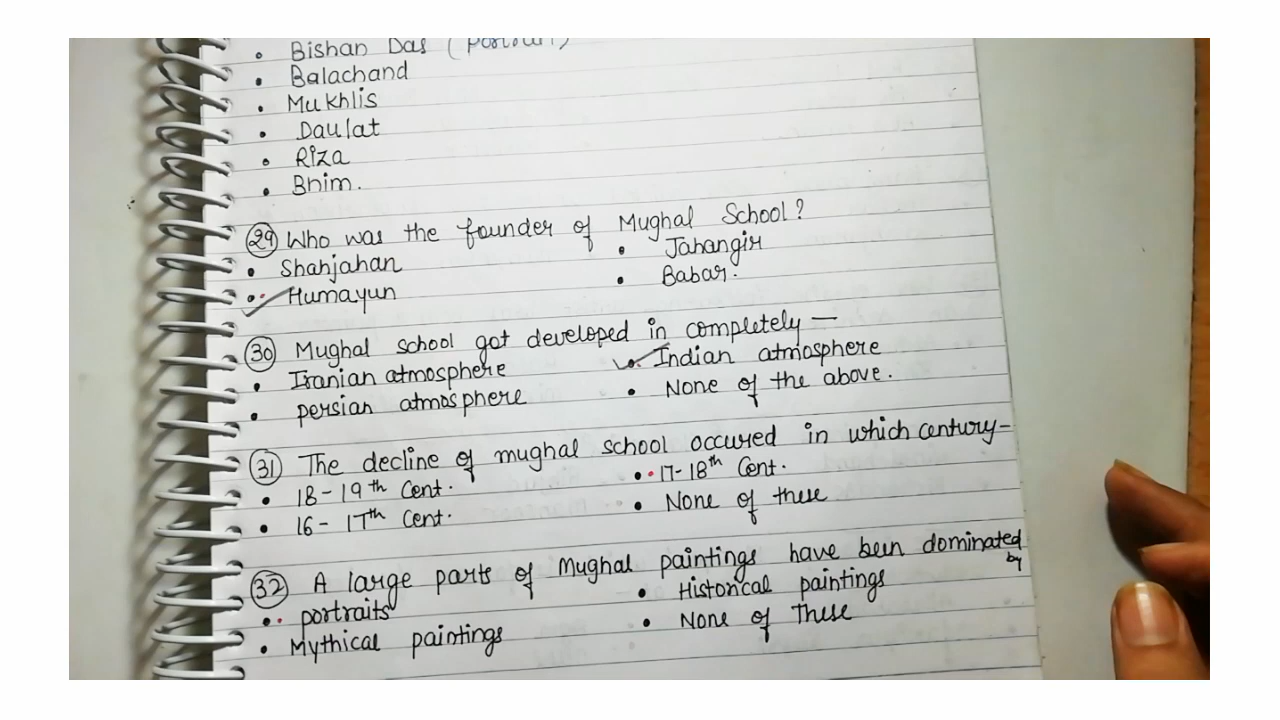 • Bishan Das (portrait)
• Balachand
• Mukhlis
• Daulat
• Riza
• Bhim.
29 Who was the founder of Mughal School?
• Shahjahan • Jahangir
• Humayun • Babar.
30 Mughal school got developed in completely —
• Iranian atmosphere • Indian atmosphere
• persian atmosphere • None of the above.
31 The decline of mughal school occured in which century-
• 18-19th Cent. • 17-18th Cent.
• 16-17th Cent. • None of these
32 A large parts of Mughal paintings have been dominated by
• portraits • Historical paintings
• Mythical paintings • None of These